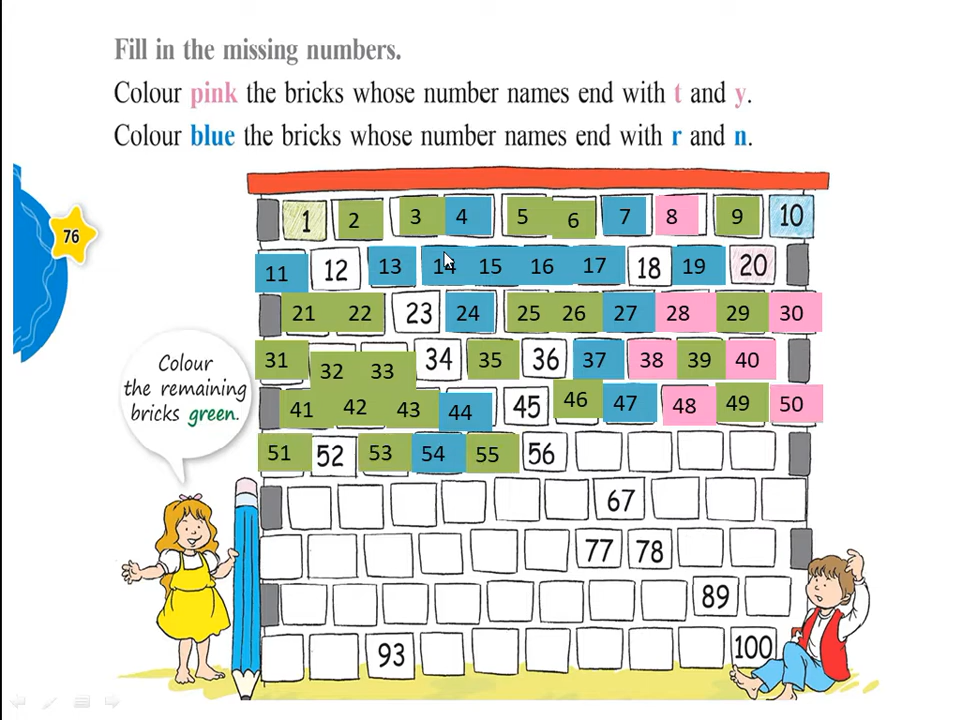 Fill in the missing numbers.
Colour pink the bricks whose number names end with t and y.
Colour blue the bricks whose number names end with r and n.
76
1 2 3 4 5 6 7 8 9 10
11 12 13 14 15 16 17 18 19 20
21 22 23 24 25 26 27 28 29 30
31 32 33 34 35 36 37 38 39 40
Colour
the remaining
bricks green.
41 42 43 44 45 46 47 48 49 50
51 52 53 54 55 56
67
77 78
89
93 100